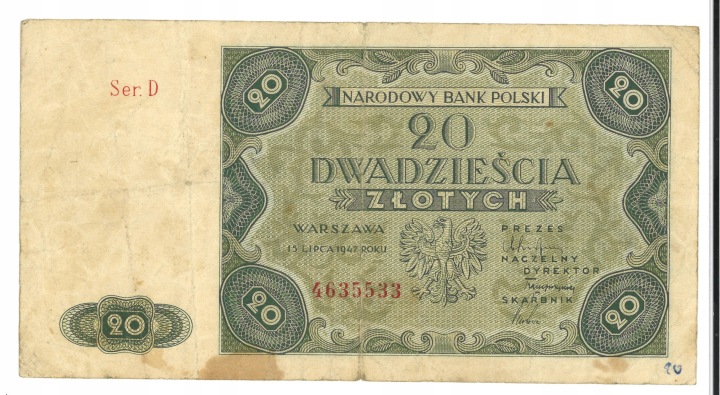 20
20
NARODOWY BANK POLSKI
Ser. D
20
DWADZIEŚCIA
ZŁOTYCH
WARSZAWA
15 LIPCA 1947 ROKU
PREZES
NACZELNY
DYREKTOR
4635533
SKARBNIK
20
20
20
20